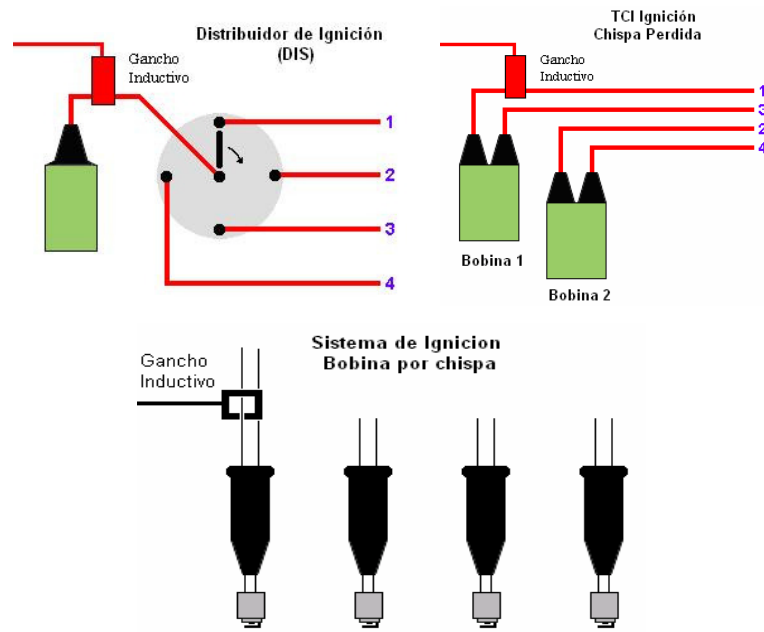 Distribuidor de Ignición
(DIS)
Gancho
Inductivo
1
2
3
4
TCI Ignición
Chispa Perdida
Gancho
Inductivo
1
3
2
4
Bobina 1
Bobina 2
Sistema de Ignicion
Bobina por chispa
Gancho
Inductivo